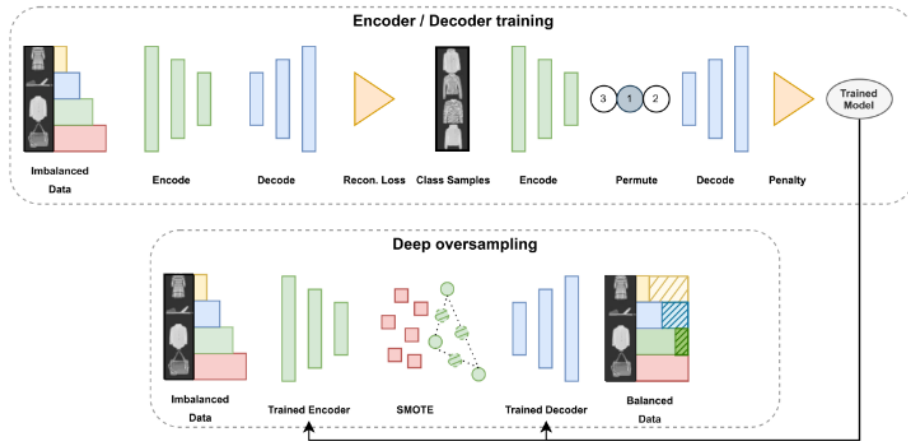 Encoder / Decoder training
3 1 2
Trained
Model
Imbalanced
Data
Encode
Decode
Recon. Loss
Class Samples
Encode
Permute
Decode
Penalty
Deep oversampling
Imbalanced
Data
Trained Encoder
SMOTE
Trained Decoder
Balanced
Data